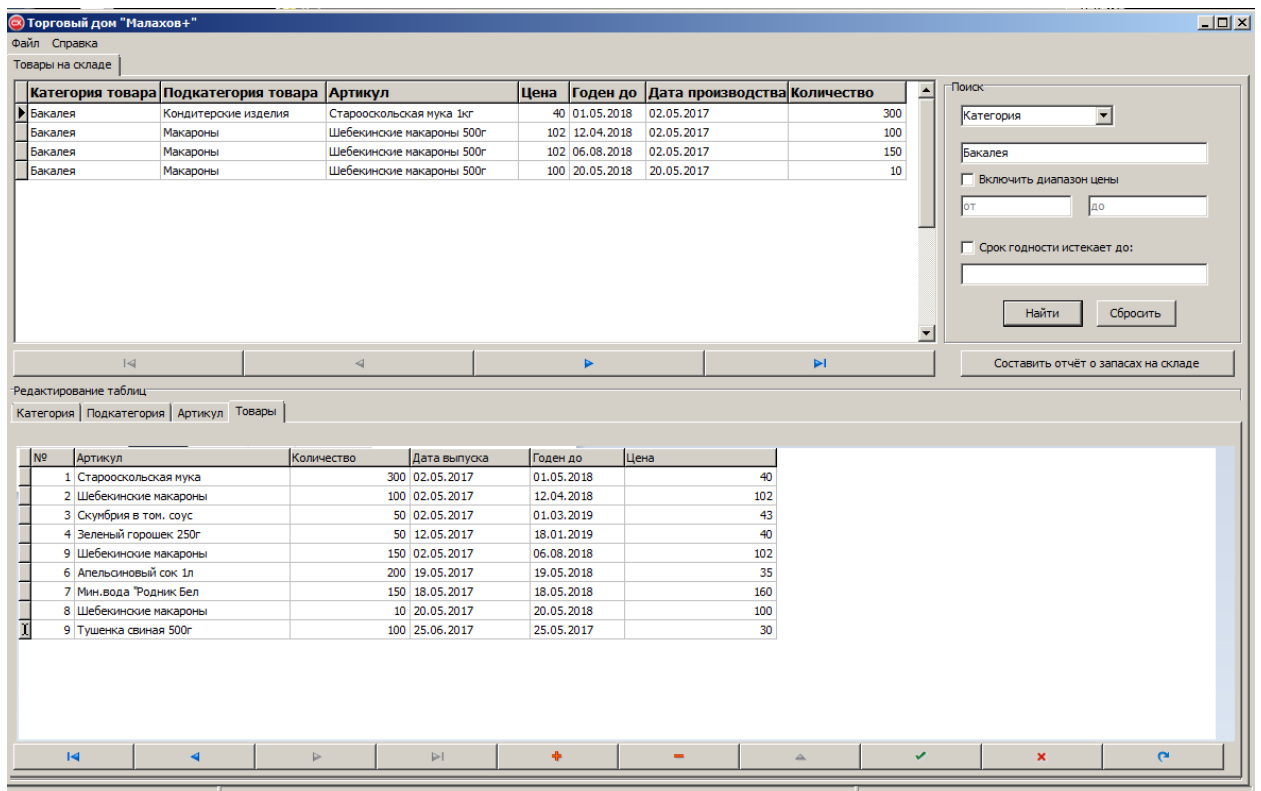 Торговый дом "Малахов+"
Файл Справка
Товары на складе
Категория товара Подкатегория товара Артикул Цена Годен до Дата производства Количество
Бакалея Кондитерские изделия Старооскольская мука 1кг 40 01.05.2018 02.05.2017 300
Бакалея Макароны Шебекинские макароны 500г 102 12.04.2018 02.05.2017 100
Бакалея Макароны Шебекинские макароны 500г 102 06.08.2018 02.05.2017 150
Бакалея Макароны Шебекинские макароны 500г 100 20.05.2018 20.05.2017 10
Поиск
Категория
Бакалея
Включить диапазон цены
от до
Срок годности истекает до:
Найти Сбросить
Составить отчёт о запасах на складе
Редактирование таблиц
Категория Подкатегория Артикул Товары
№ Артикул Количество Дата выпуска Годен до Цена
1 Старооскольская мука 300 02.05.2017 01.05.2018 40
2 Шебекинские макароны 100 02.05.2017 12.04.2018 102
3 Скумбрия в том. соус 50 02.05.2017 01.03.2019 43
4 Зеленый горошек 250г 50 12.05.2017 18.01.2019 40
9 Шебекинские макароны 150 02.05.2017 06.08.2018 102
6 Апельсиновый сок 1л 200 19.05.2017 19.05.2018 35
7 Мин.вода "Родник Бел 150 18.05.2017 18.05.2018 160
8 Шебекинские макароны 10 20.05.2017 20.05.2018 100
9 Тушенка свиная 500г 100 25.06.2017 25.05.2017 30